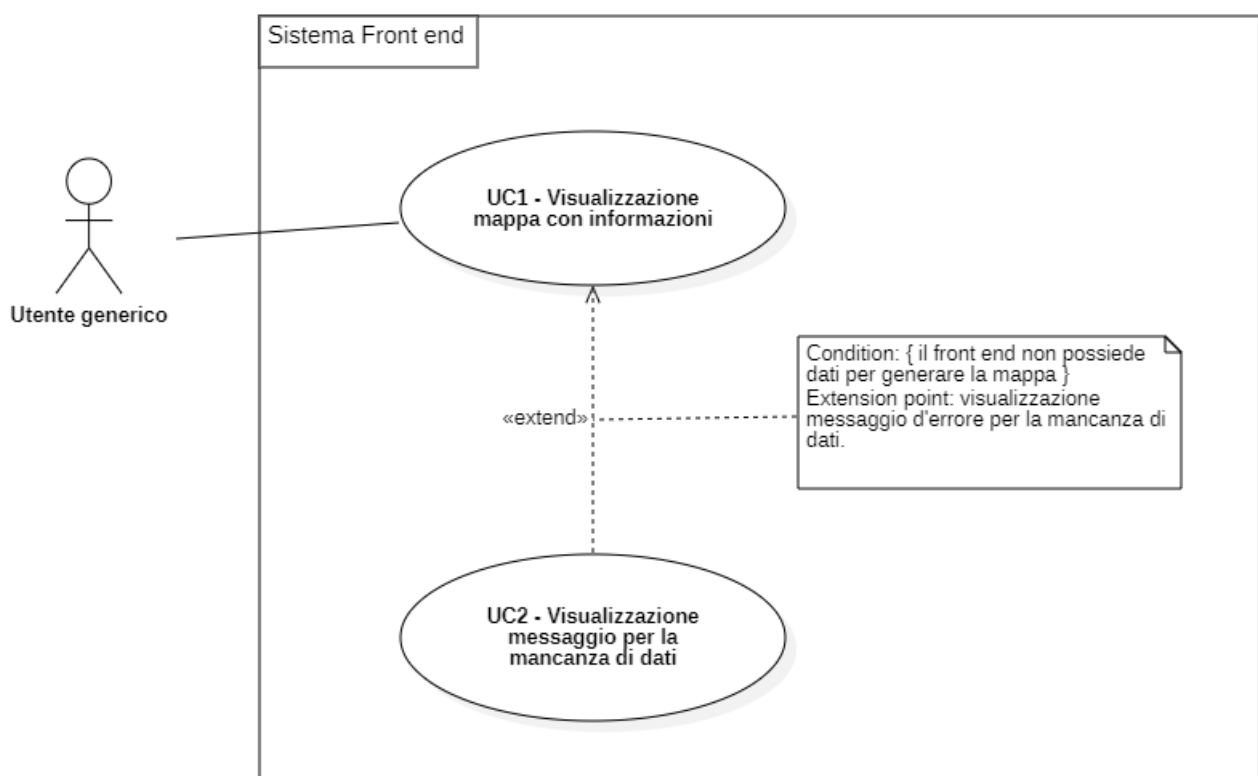 Sistema Front end
UC1 - Visualizzazione
mappa con informazioni
Utente generico
Condition: { il front end non possiede
dati per generare la mappa }
Extension point: visualizzazione
messaggio d'errore per la mancanza di
dati.
«extend»
UC2 - Visualizzazione
messaggio per la
mancanza di dati